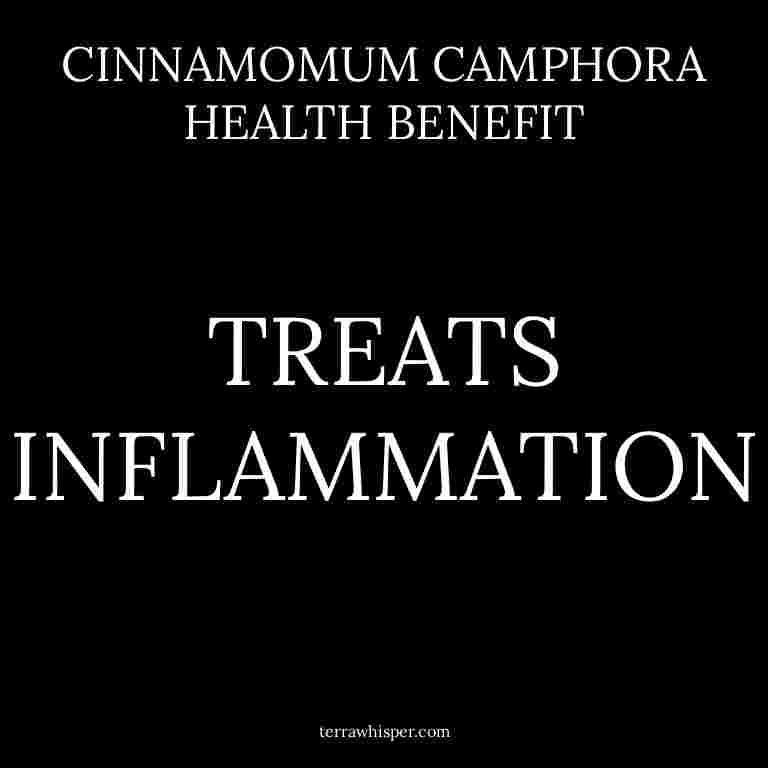 CINNAMOMUM CAMPHORA
HEALTH BENEFIT
TREATS
INFLAMMATION
terrawhisper.com